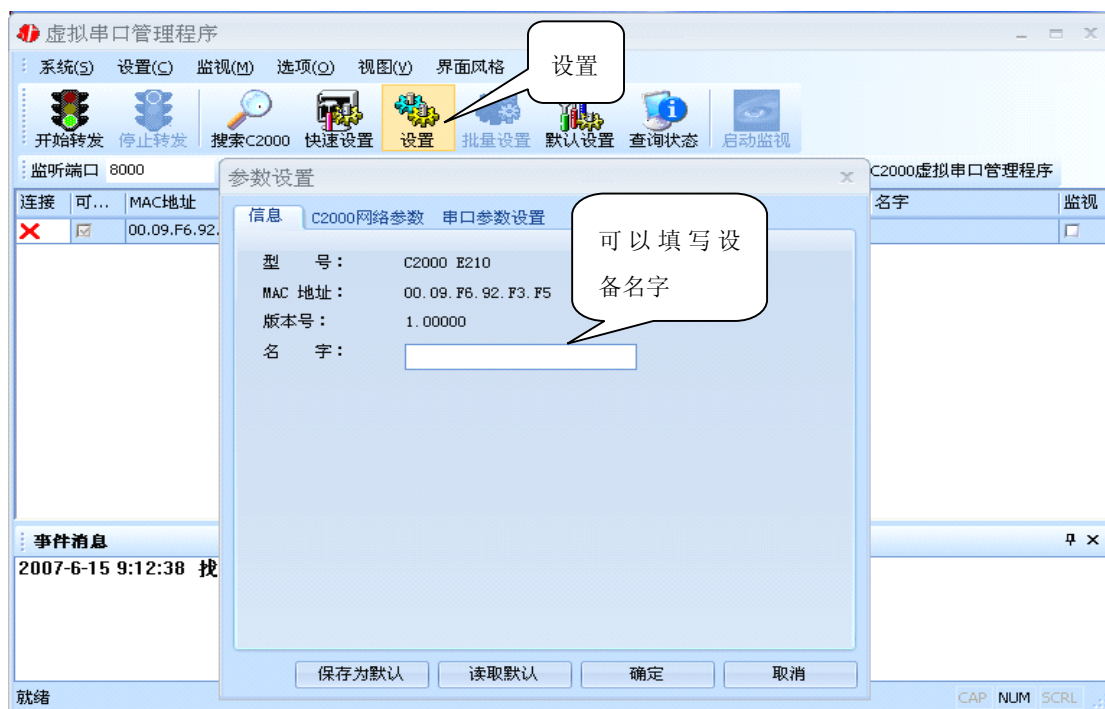 虚拟串口管理程序
系统(S) 设置(C) 监视(M) 选项(O) 视图(V) 界面风格
设置
开始转发 停止转发 搜索C2000 快速设置 设置 批量设置 默认设置 查询状态 启动监视
监听端口 8000
C2000虚拟串口管理程序
连接 可... MAC地址 名字 监视
00.09.F6.92.
参数设置
信息 C2000网络参数 串口参数设置
可以填写设
备名字
型 号： C2000 E210
MAC 地址： 00.09.F6.92.F3.F5
版本号： 1.00000
名 字：
事件消息
2007-6-15 9:12:38 找
保存为默认 读取默认 确定 取消
就绪
CAP NUM SCRL